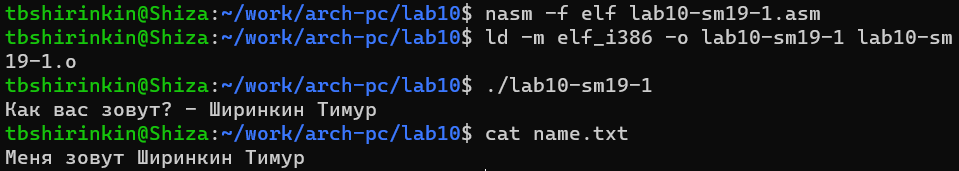 tbshirinkin@Shiza:~/work/arch-pc/lab10$ nasm -f elf lab10-sm19-1.asm
tbshirinkin@Shiza:~/work/arch-pc/lab10$ ld -m elf_i386 -o lab10-sm19-1 lab10-sm
19-1.o
tbshirinkin@Shiza:~/work/arch-pc/lab10$ ./lab10-sm19-1
Как вас зовут? - Ширинкин Тимур
tbshirinkin@Shiza:~/work/arch-pc/lab10$ cat name.txt
Меня зовут Ширинкин Тимур